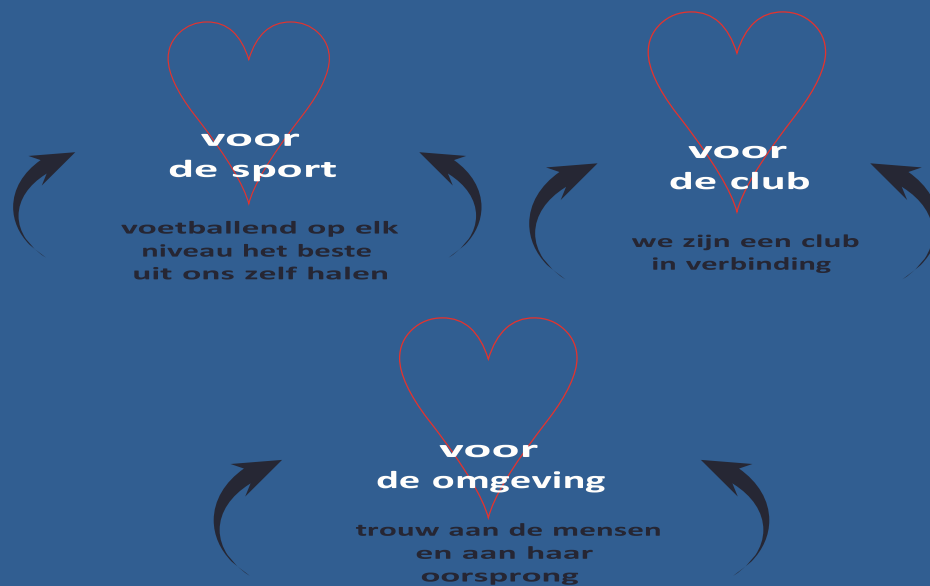 voor
de sport
voetballend op elk
niveau het beste
uit ons zelf halen
voor
de club
we zijn een club
in verbinding
voor
de omgeving
trouw aan de mensen
en aan haar
oorsprong